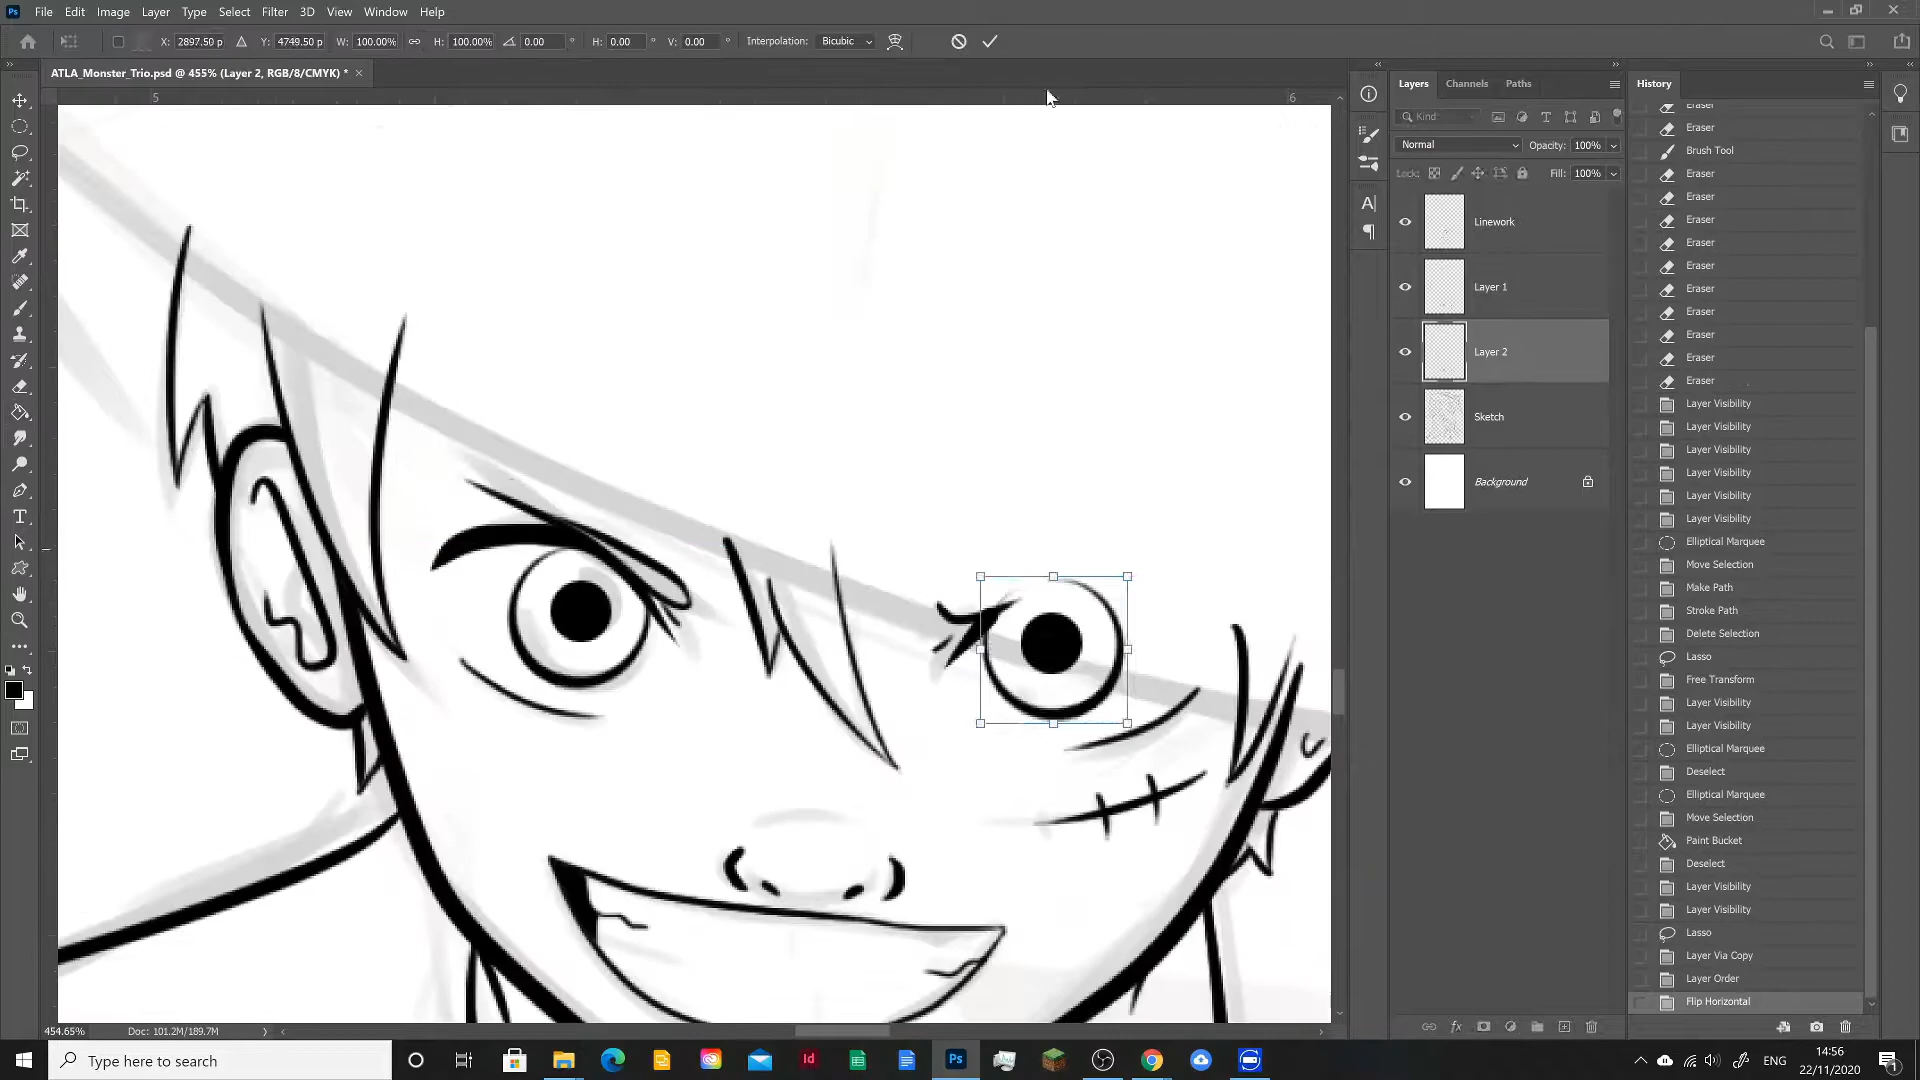 Ps File Edit Image Layer Type Select Filter 3D View Window Help
X: 2897.50 p Y: 4749.50 p W: 100.00% H: 100.00% 0.00 ° H: 0.00 ° V: 0.00 ° Interpolation: Bicubic
ATLA_Monster_Trio.psd @ 455% (Layer 2, RGB/8/CMYK) * ×
5 6
Layers Channels Paths
Kind
Normal Opacity: 100%
Lock: Fill: 100%
Linework
Layer 1
Layer 2
Sketch
Background
History
Eraser
Eraser
Brush Tool
Eraser
Eraser
Eraser
Eraser
Eraser
Eraser
Eraser
Eraser
Eraser
Eraser
Layer Visibility
Layer Visibility
Layer Visibility
Layer Visibility
Layer Visibility
Layer Visibility
Elliptical Marquee
Move Selection
Make Path
Stroke Path
Delete Selection
Lasso
Free Transform
Layer Visibility
Layer Visibility
Elliptical Marquee
Deselect
Elliptical Marquee
Move Selection
Paint Bucket
Deselect
Layer Visibility
Layer Visibility
Lasso
Layer Via Copy
Layer Order
Flip Horizontal
454.65% Doc: 101.2M/189.7M
Type here to search
Id Ps
ENG
14:56
22/11/2020
1